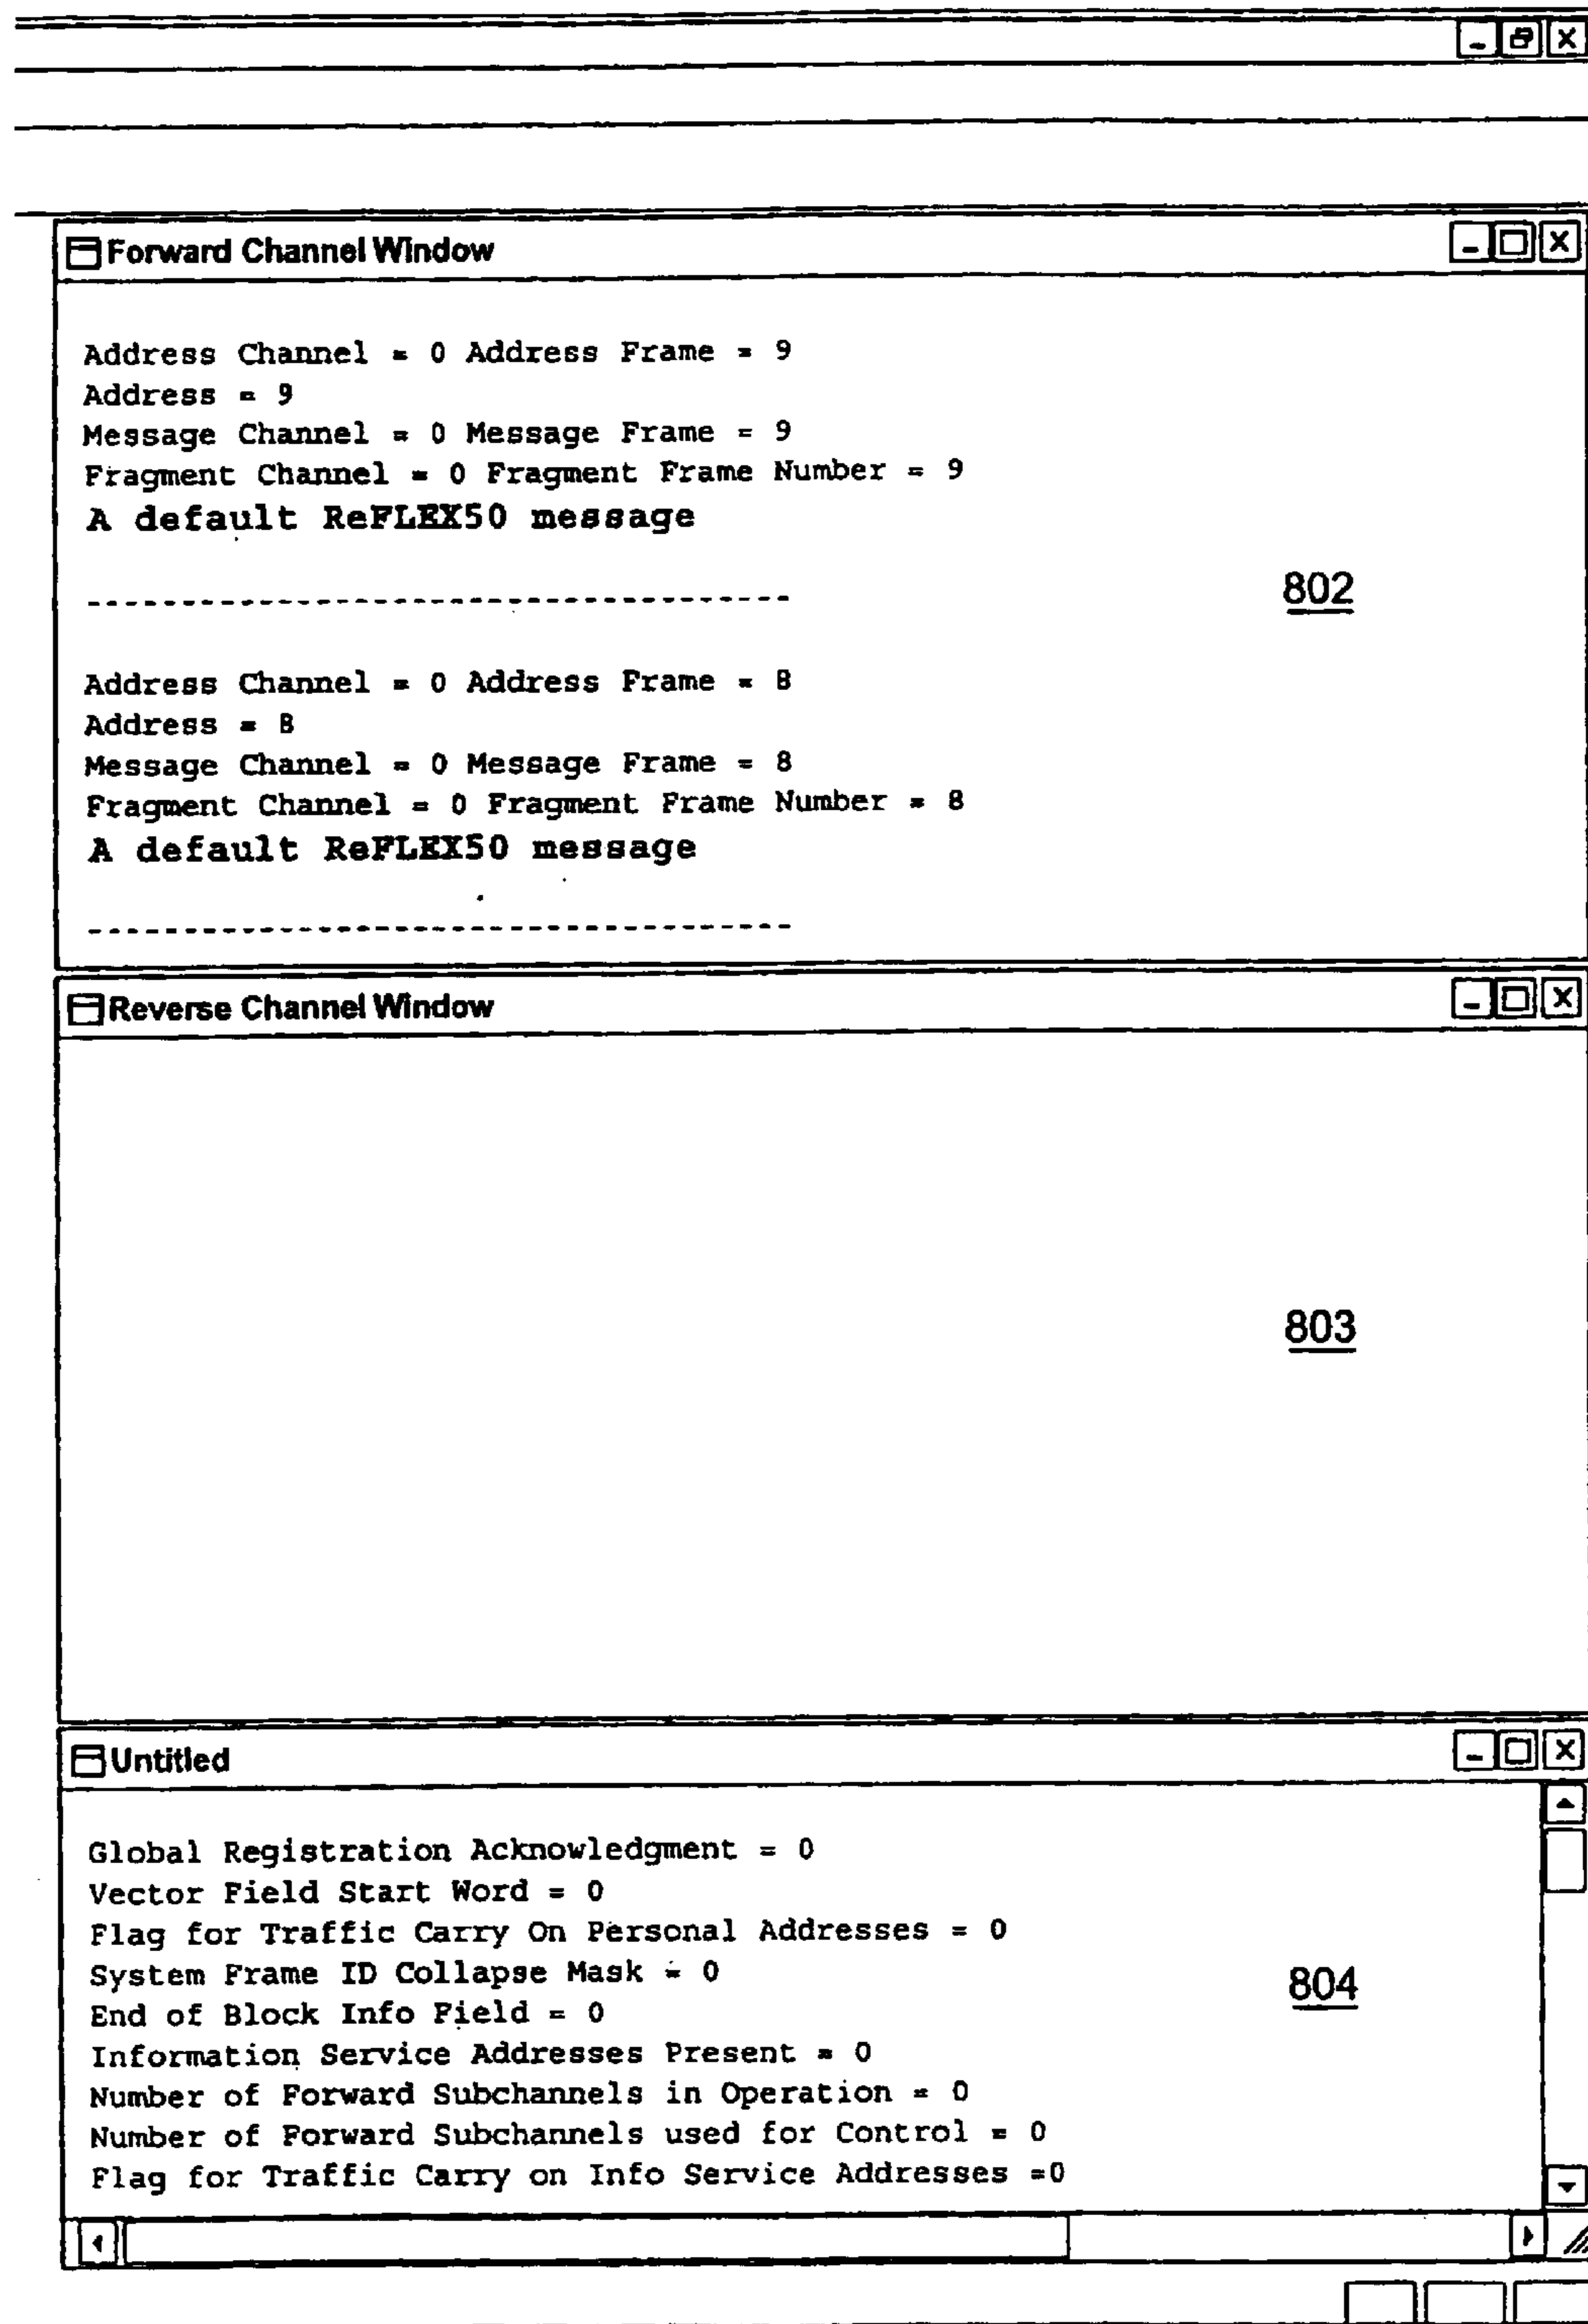 Forward Channel Window
Address Channel = 0 Address Frame = 9
Address = 9
Message Channel = 0 Message Frame = 9
Fragment Channel = 0 Fragment Frame Number = 9
A default ReFLEX50 message
-------------------------------------
802
Address Channel = 0 Address Frame = 8
Address = 8
Message Channel = 0 Message Frame = 8
Fragment Channel = 0 Fragment Frame Number = 8
A default ReFLEX50 message
-------------------------------------
Reverse Channel Window
803
Untitled
Global Registration Acknowledgment = 0
Vector Field Start Word = 0
Flag for Traffic Carry On Personal Addresses = 0
System Frame ID Collapse Mask = 0
804
End of Block Info Field = 0
Information Service Addresses Present = 0
Number of Forward Subchannels in Operation = 0
Number of Forward Subchannels used for Control = 0
Flag for Traffic Carry on Info Service Addresses =0